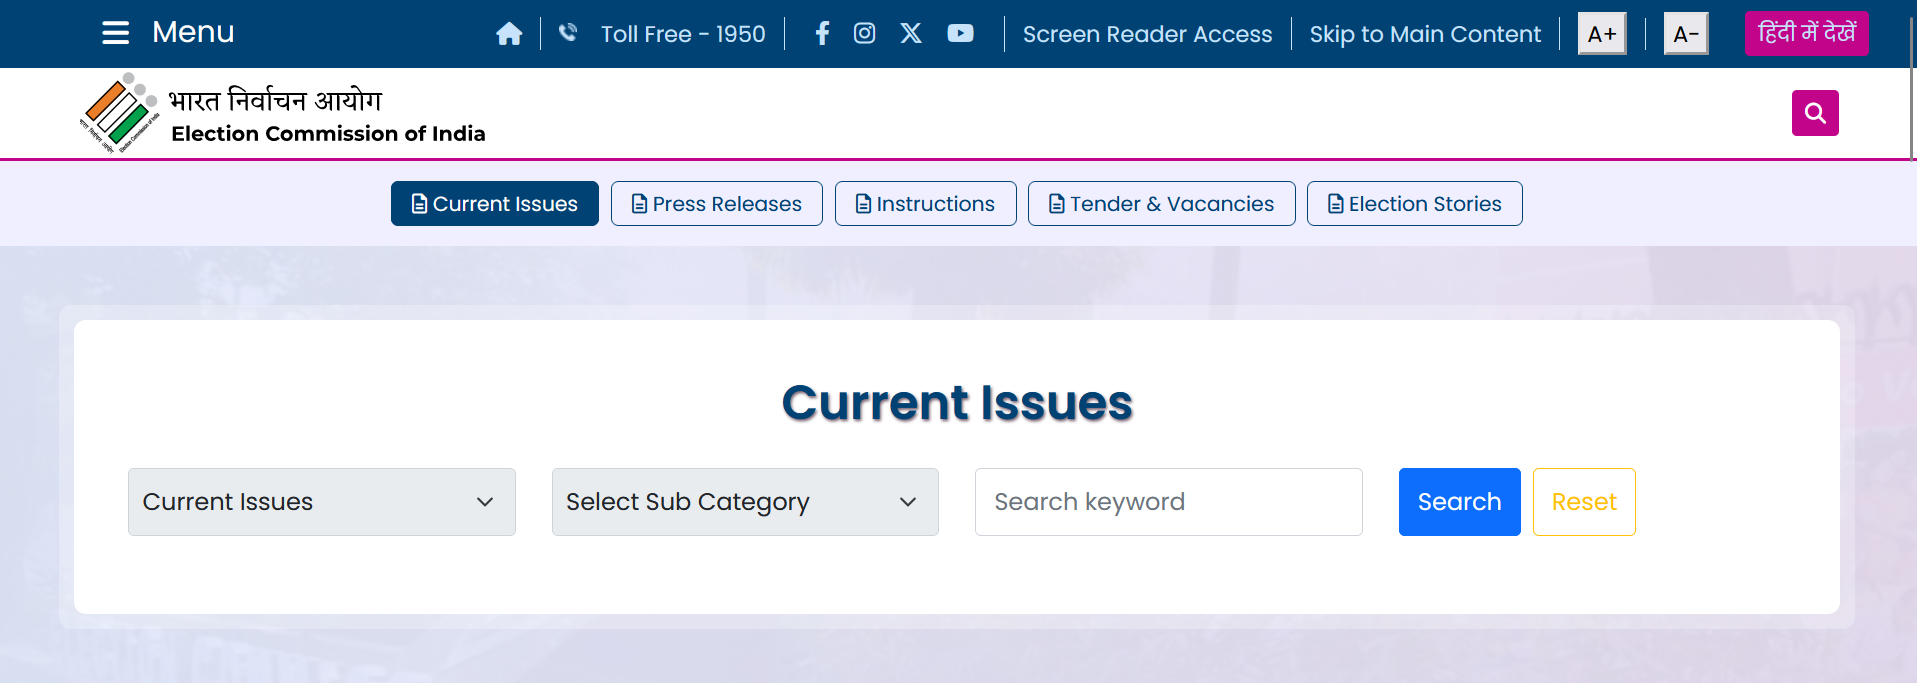 Menu
Toll Free - 1950
Screen Reader Access
Skip to Main Content
A+
A-
हिंदी में देखें
भारत निर्वाचन आयोग
Election Commission of India
Current Issues
Press Releases
Instructions
Tender & Vacancies
Election Stories
Current Issues
Current Issues
Select Sub Category
Search keyword
Search
Reset